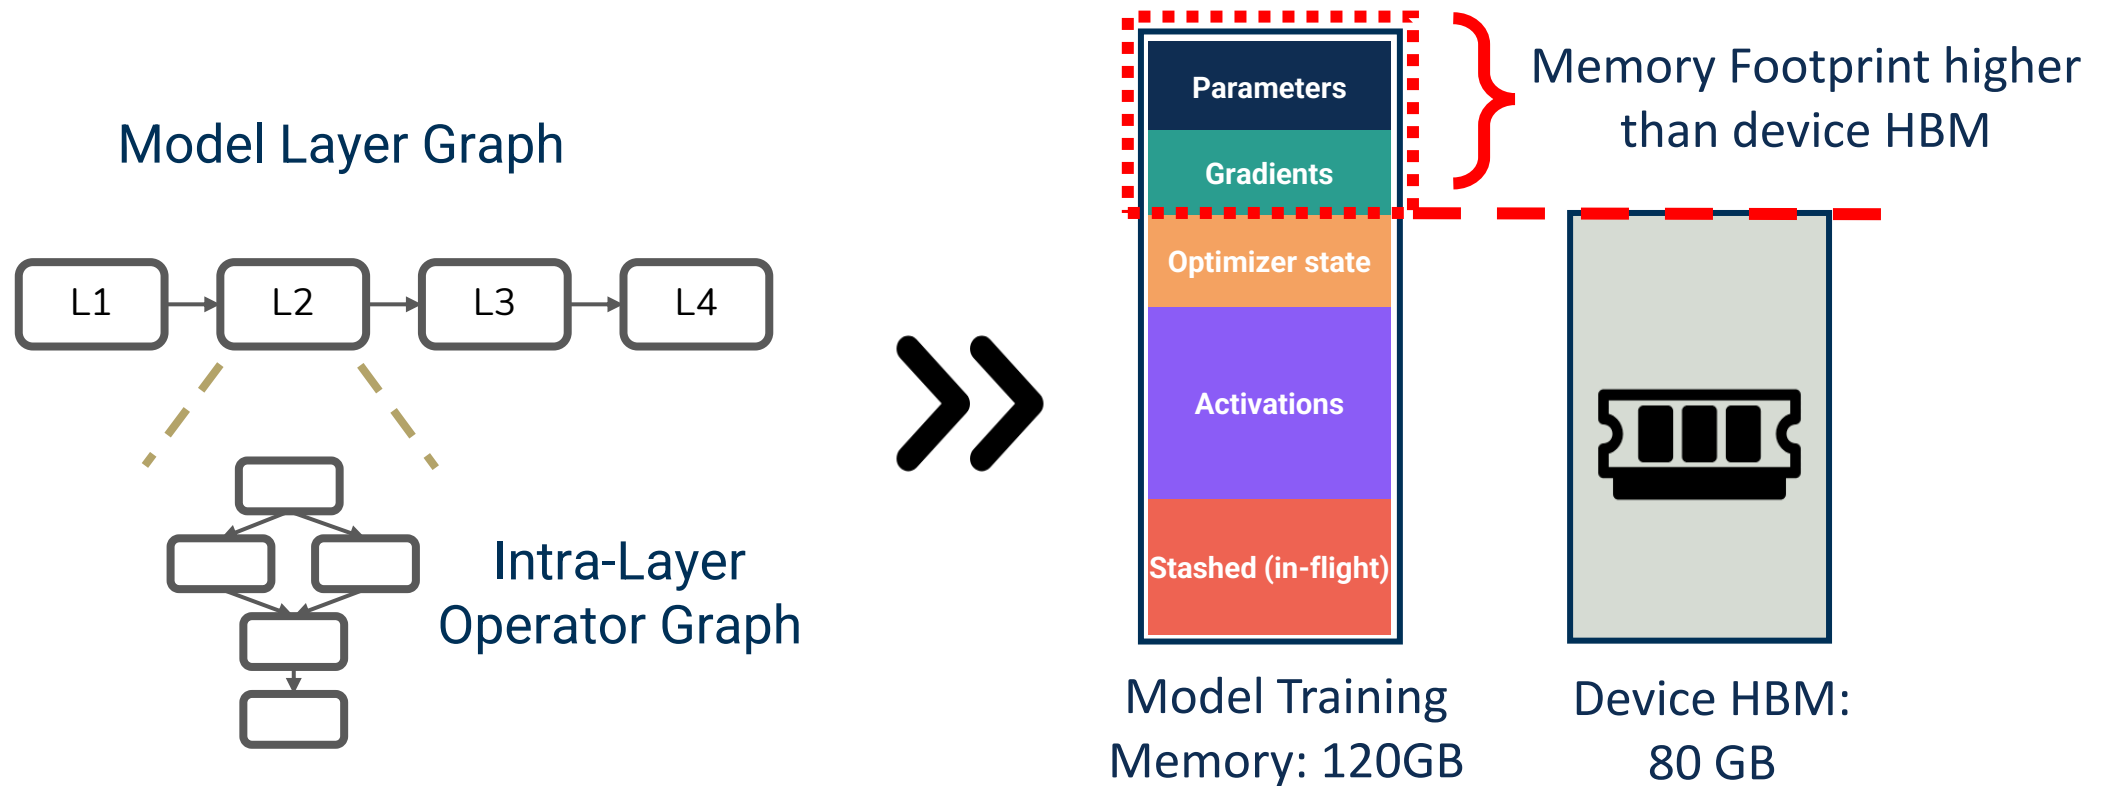 Model Layer Graph
L1
L2
L3
L4
Intra-Layer
Operator Graph
Parameters
Gradients
Optimizer state
Activations
Stashed (in-flight)
Model Training
Memory: 120GB
Memory Footprint higher
than device HBM
Device HBM:
80 GB